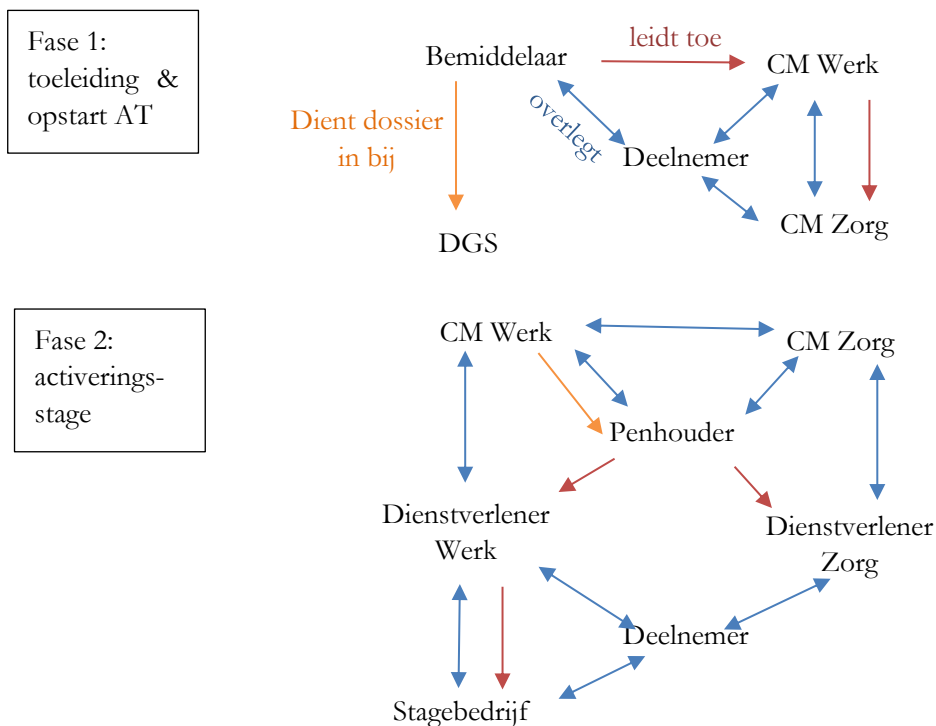 Fase 1:
toeleiding &
opstart AT
Bemiddelaar
leidt toe
CM Werk
Dient dossier
in bij
overlegt
Deelnemer
CM Zorg
DGS
Fase 2:
activerings-
stage
CM Werk
CM Zorg
Penhouder
Dienstverlener
Werk
Dienstverlener
Zorg
Deelnemer
Stagebedrijf